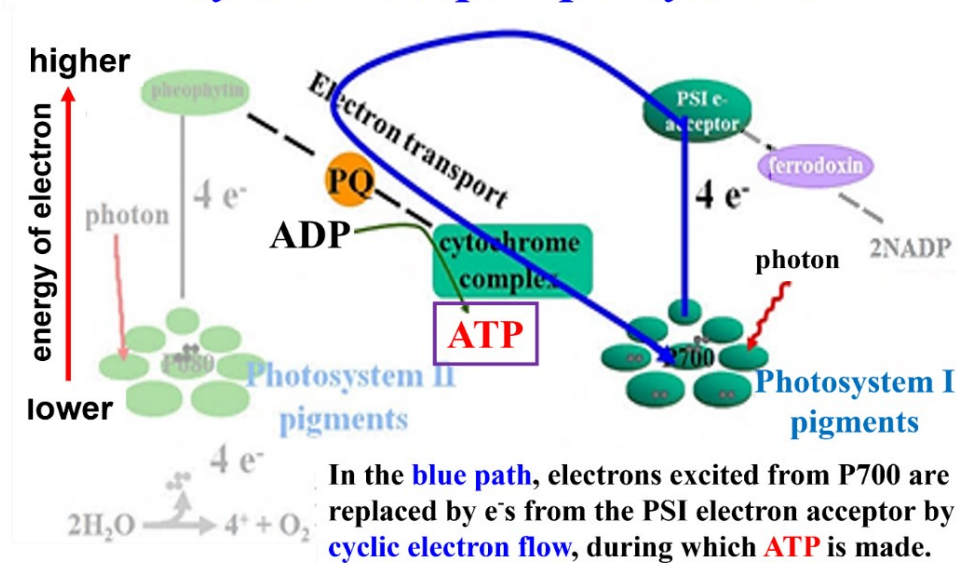 higher
energy of electron
lower
pheophytin
photon
4 e-
Electron transport
PQ
ADP
cytochrome
complex
ATP
PSI e-
acceptor
ferrodoxin
4 e-
2NADP
photon
P680
Photosystem II
pigments
P700
Photosystem I
pigments
4 e-
2H₂O
4⁺ + O₂
In the blue path, electrons excited from P700 are
replaced by e⁻s from the PSI electron acceptor by
cyclic electron flow, during which ATP is made.